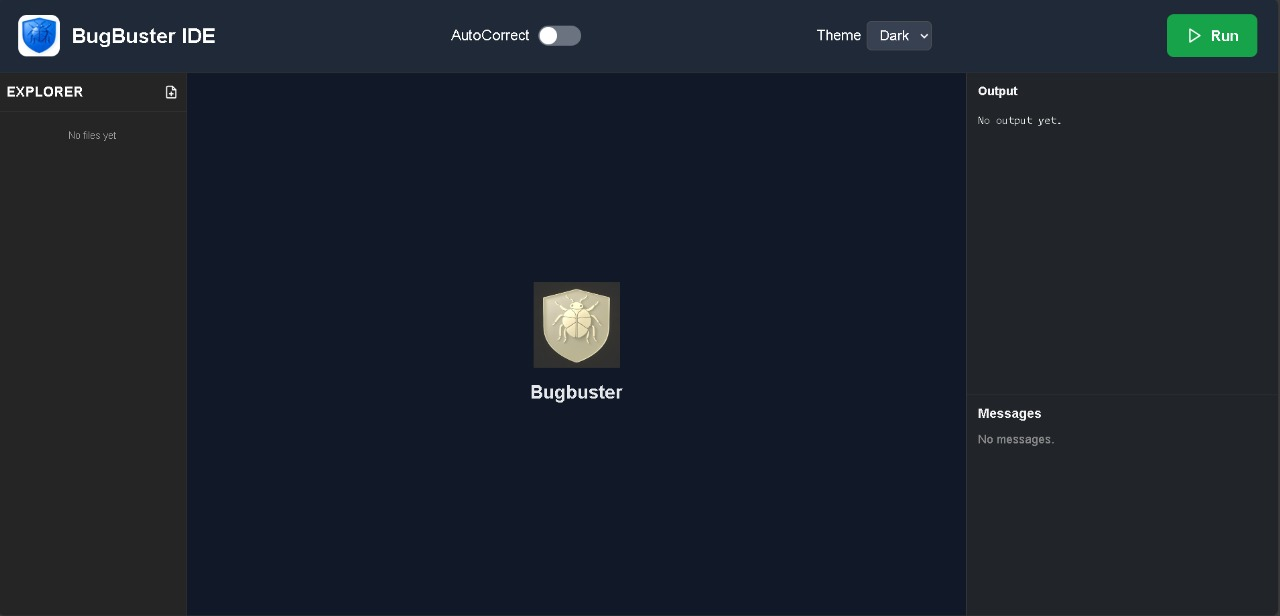 BugBuster IDE
AutoCorrect
Theme
Dark
Run
EXPLORER
No files yet
Bugbuster
Output
No output yet.
Messages
No messages.